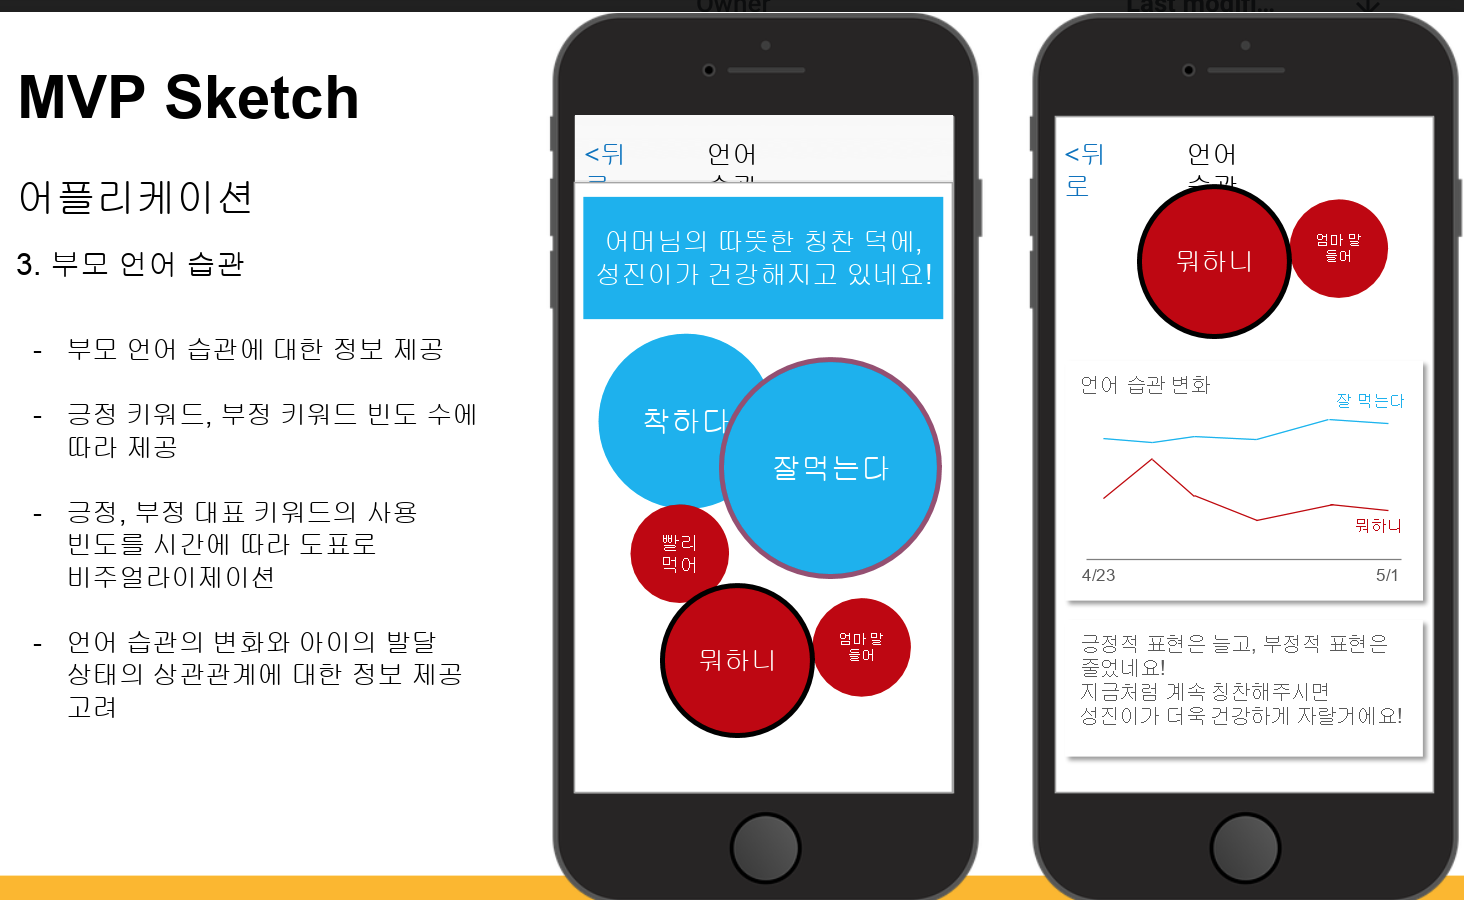 Owner
Last modifi...
MVP Sketch
어플리케이션
3. 부모 언어 습관
- 부모 언어 습관에 대한 정보 제공
- 긍정 키워드, 부정 키워드 빈도 수에
따라 제공
- 긍정, 부정 대표 키워드의 사용
빈도를 시간에 따라 도표로
비주얼라이제이션
- 언어 습관의 변화와 아이의 발달
상태의 상관관계에 대한 정보 제공
고려
<뒤
로
언어
습관
어머님의 따뜻한 칭찬 덕에,
성진이가 건강해지고 있네요!
착하다
잘먹는다
빨리
먹어
뭐하니
엄마 말
들어
<뒤
로
언어
습관
뭐하니
엄마 말
들어
언어 습관 변화
잘 먹는다
뭐하니
4/23
5/1
긍정적 표현은 늘고, 부정적 표현은
줄었네요!
지금처럼 계속 칭찬해주시면
성진이가 더욱 건강하게 자랄거에요!